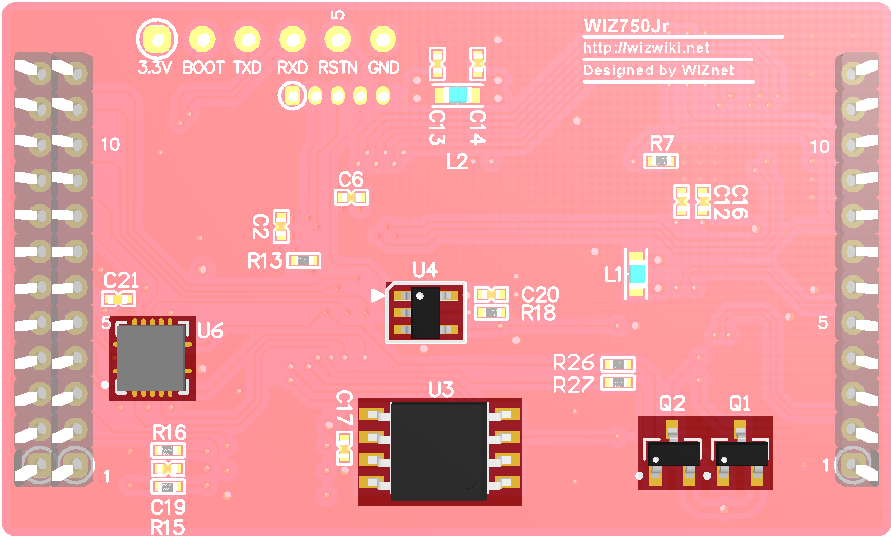 5
WIZ750Jr
http://wizwiki.net
Designed by WIZnet
3.3V BOOT TXD RXD RSTN GND
C13 C14
L2
10
R7
10
C6
C12 C16
C2
R13
U4
L1
C21
C20
R18
5
U6
5
R26
R27
U3
C17
Q2 Q1
R16
1
1
C19
R15